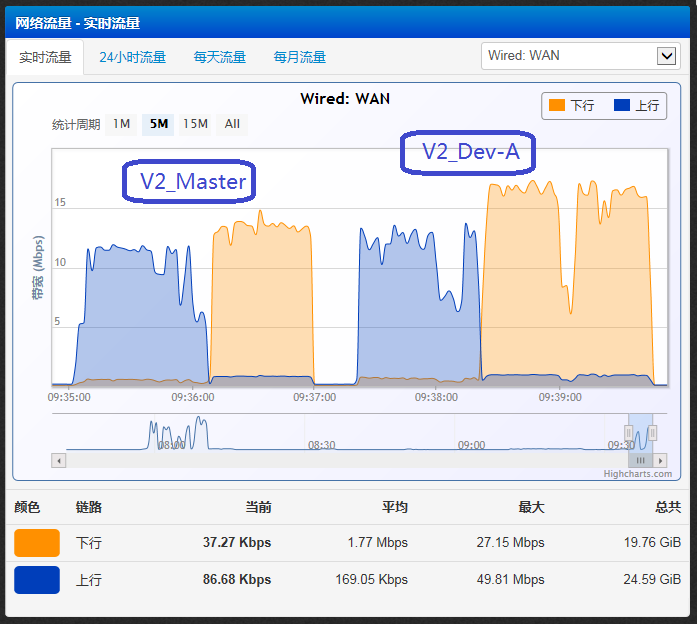 网络流量 - 实时流量
实时流量 24小时流量 每天流量 每月流量 Wired: WAN
Wired: WAN
下行 上行
统计周期 1M 5M 15M All
V2_Master V2_Dev-A
15
10
5
带宽 (Mbps)
09:35:00 09:36:00 09:37:00 09:38:00 09:39:00
08:00 08:30 09:00 09:30
Highcharts.com
颜色 链路 当前 平均 最大 总共
下行 37.27 Kbps 1.77 Mbps 27.15 Mbps 19.76 GiB
上行 86.68 Kbps 169.05 Kbps 49.81 Mbps 24.59 GiB